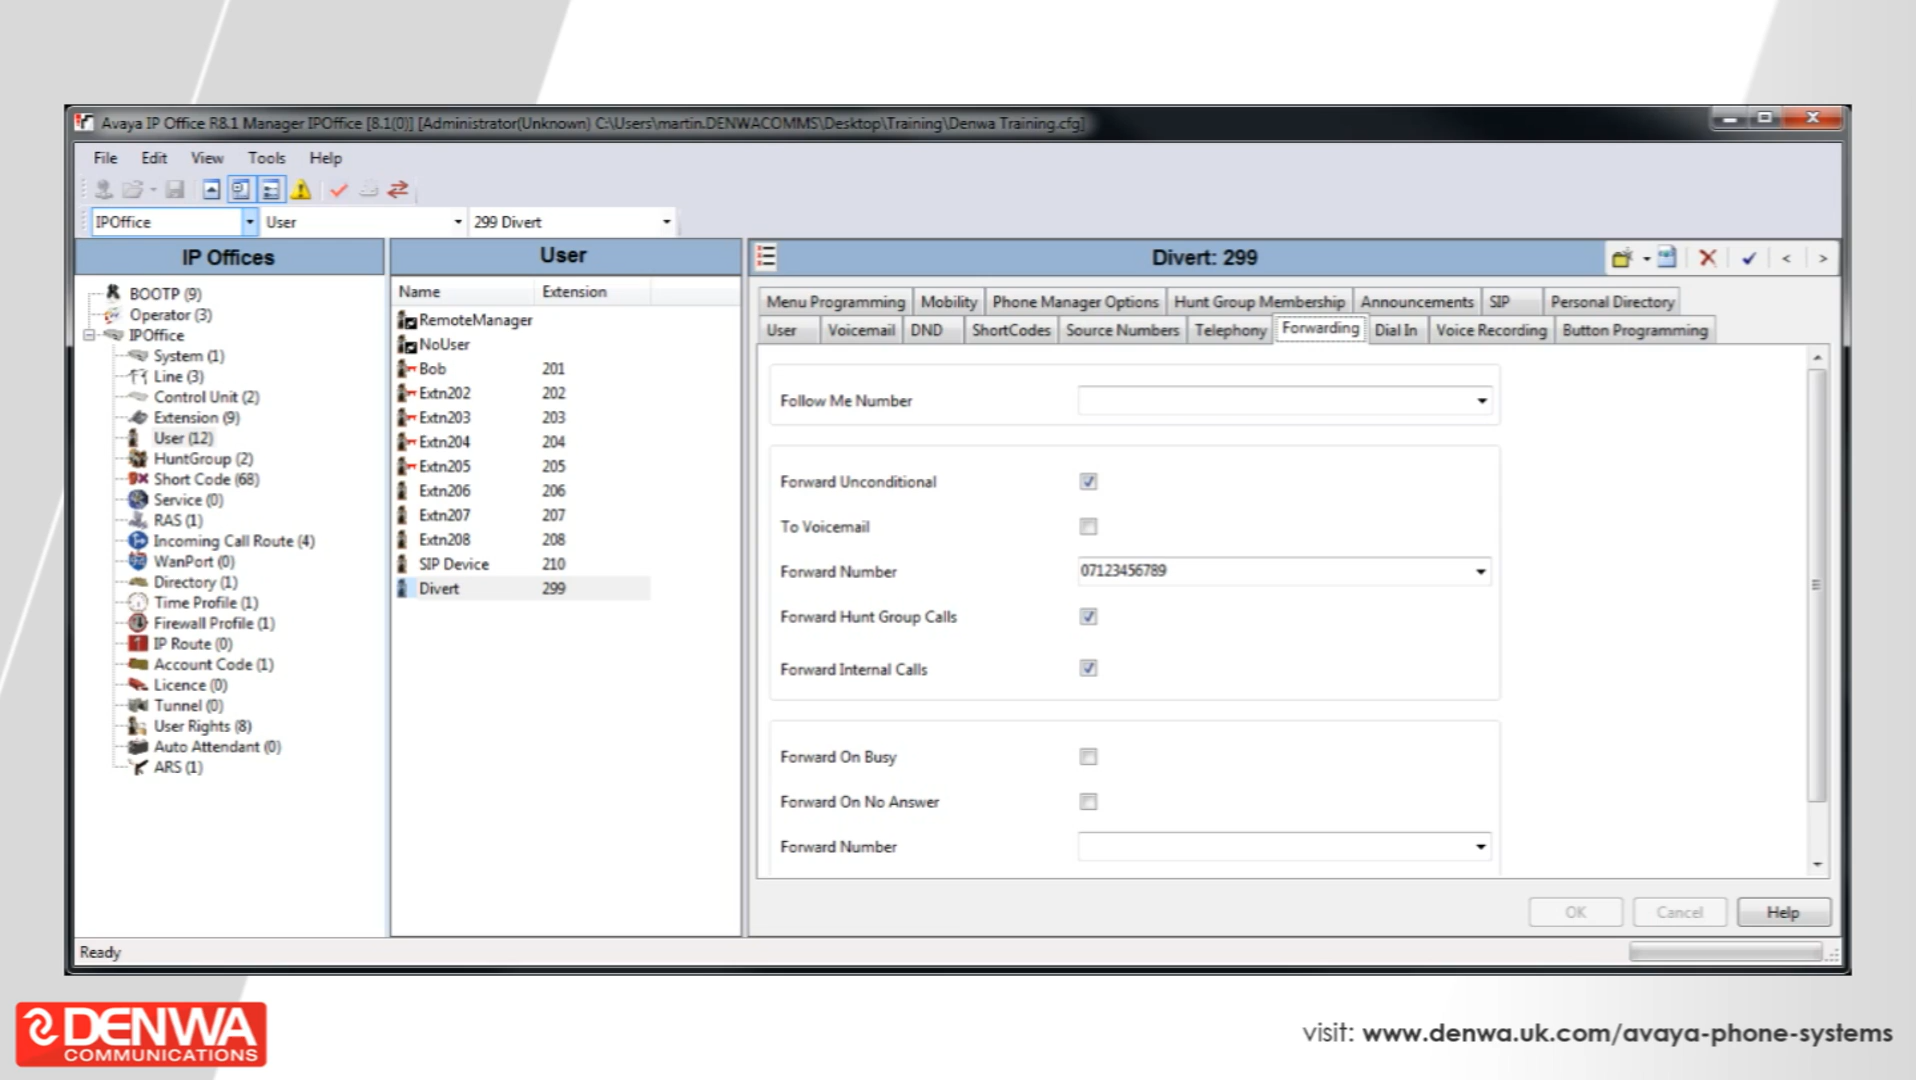 Avaya IP Office R8.1 Manager IPOffice [8.1(0)] [Administrator(Unknown) C:\Users\martin.DENWACOMMS\Desktop\Training\Denwa Training.cfg]
File Edit View Tools Help
IPOffice User 299 Divert
IP Offices
BOOTP (9)
Operator (3)
IPOffice
System (1)
Line (3)
Control Unit (2)
Extension (9)
User (12)
HuntGroup (2)
Short Code (68)
Service (0)
RAS (1)
Incoming Call Route (4)
WanPort (0)
Directory (1)
Time Profile (1)
Firewall Profile (1)
IP Route (0)
Account Code (1)
Licence (0)
Tunnel (0)
User Rights (8)
Auto Attendant (0)
ARS (1)
User
Name Extension
RemoteManager
NoUser
Bob 201
Extn202 202
Extn203 203
Extn204 204
Extn205 205
Extn206 206
Extn207 207
Extn208 208
SIP Device 210
Divert 299
Divert: 299
Menu Programming Mobility Phone Manager Options Hunt Group Membership Announcements SIP Personal Directory
User Voicemail DND ShortCodes Source Numbers Telephony Forwarding Dial In Voice Recording Button Programming
Follow Me Number
Forward Unconditional
To Voicemail
Forward Number 07123456789
Forward Hunt Group Calls
Forward Internal Calls
Forward On Busy
Forward On No Answer
Forward Number
OK Cancel Help
Ready
DENWA
COMMUNICATIONS
visit: www.denwa.uk.com/avaya-phone-systems